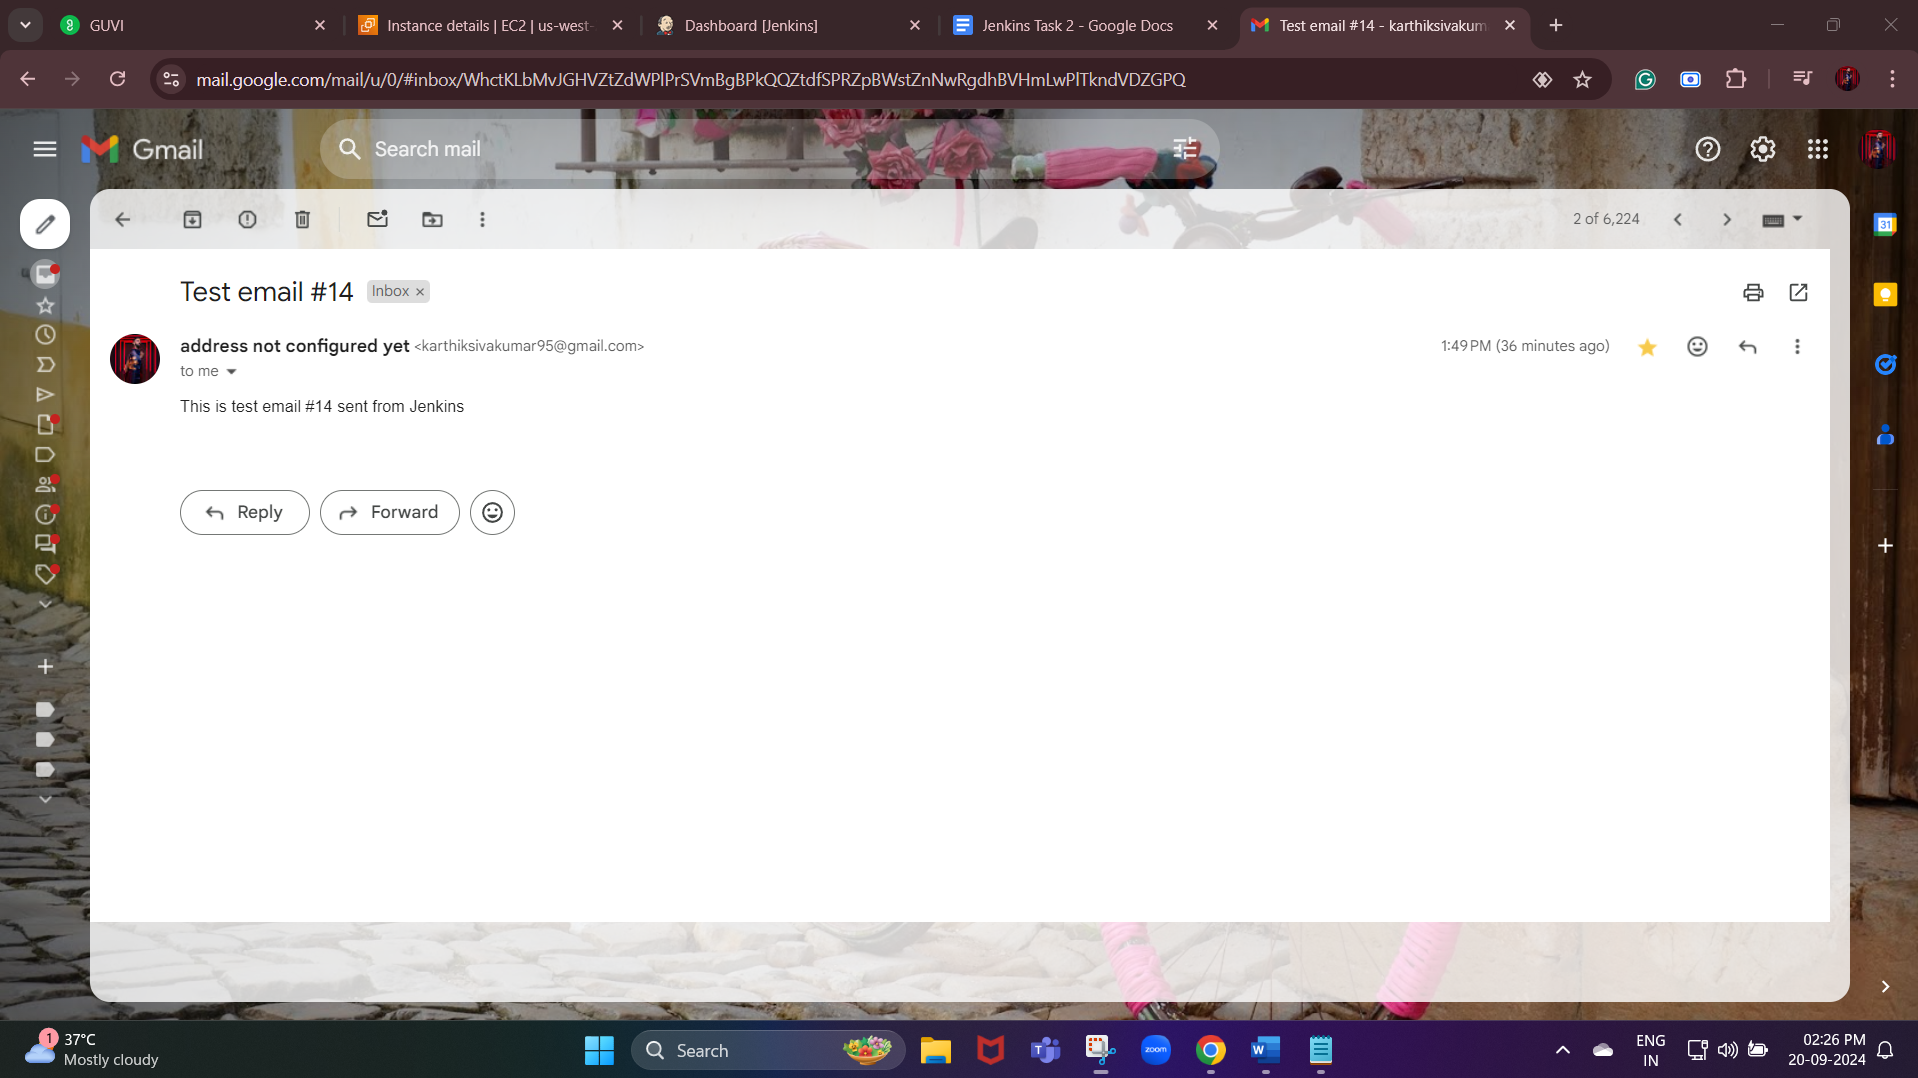 GUVI
Instance details | EC2 | us-west-
Dashboard [Jenkins]
Jenkins Task 2 - Google Docs
Test email #14 - karthiksivakum
mail.google.com/mail/u/0/#inbox/WhctKLbMvJGHVZtZdWPlPrSVmBgBPkQQZtdfSPRZpBWstZnNwRgdhBVHmLwPlTkndVDZGPQ
Gmail
Search mail
2 of 6,224
31
Test email #14
Inbox ×
address not configured yet <karthiksivakumar95@gmail.com>
1:49 PM (36 minutes ago)
to me
This is test email #14 sent from Jenkins
Reply
Forward
1
37°C
Mostly cloudy
Search
zoom
ENG
IN
02:26 PM
20-09-2024